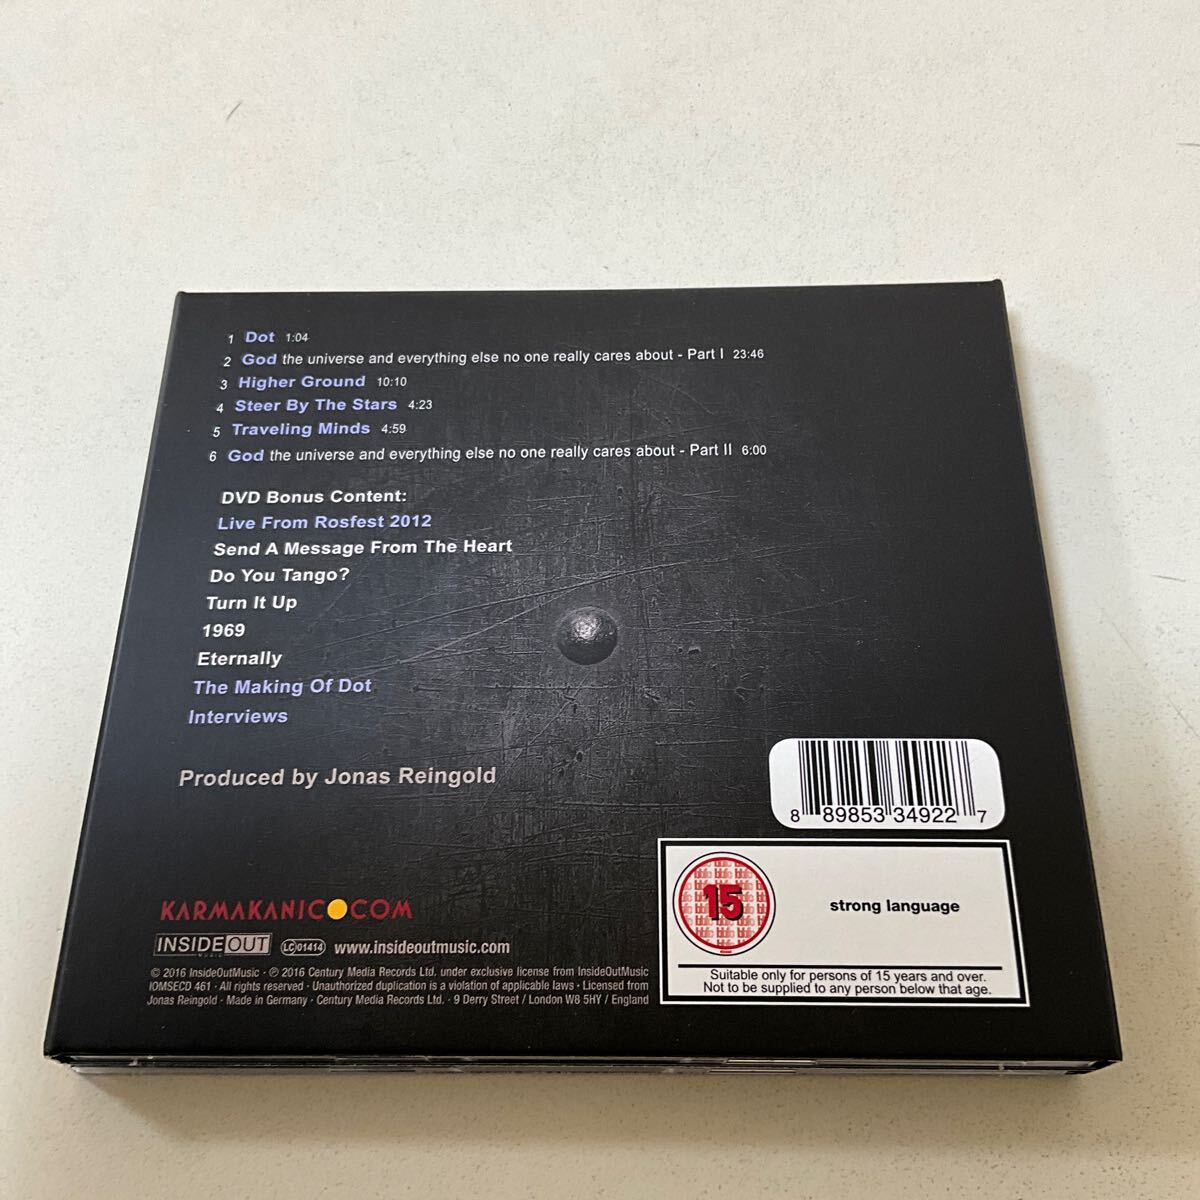 1 Dot 1:04
2 God the universe and everything else no one really cares about - Part I 23:46
3 Higher Ground 10:10
4 Steer By The Stars 4:23
5 Traveling Minds 4:59
6 God the universe and everything else no one really cares about - Part II 6:00
DVD Bonus Content:
Live From Rosfest 2012
Send A Message From The Heart
Do You Tango?
Turn It Up
1969
Eternally
The Making Of Dot
Interviews
Produced by Jonas Reingold
8 89853 34922 7
15
strong language
Suitable only for persons of 15 years and over.
Not to be supplied to any person below that age.
KARMAKANIC.COM
INSIDEOUT MUSIC LC 01414 www.insideoutmusic.com
© 2016 InsideOutMusic · ℗ 2016 Century Media Records Ltd. under exclusive license from InsideOutMusic
IOMSECD 461 · All rights reserved · Unauthorized duplication is a violation of applicable laws · Licensed from
Jonas Reingold · Made in Germany · Century Media Records Ltd. · 9 Derry Street / London W8 5HY / England